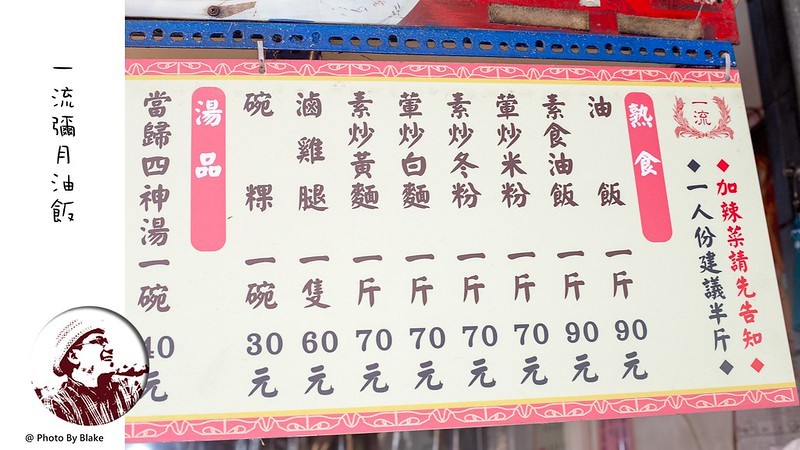 一流彌月油飯
一流
◆加辣菜請先告知◆
◆一人份建議半斤◆
熟食
油飯 一斤 90元
素食油飯 一斤 90元
葷炒米粉 一斤 70元
素炒冬粉 一斤 70元
葷炒白麵 一斤 70元
素炒黃麵 一斤 70元
滷雞腿 一隻 60元
碗粿 一碗 30元
湯品
當歸四神湯 一碗 40元
@ Photo By Blake